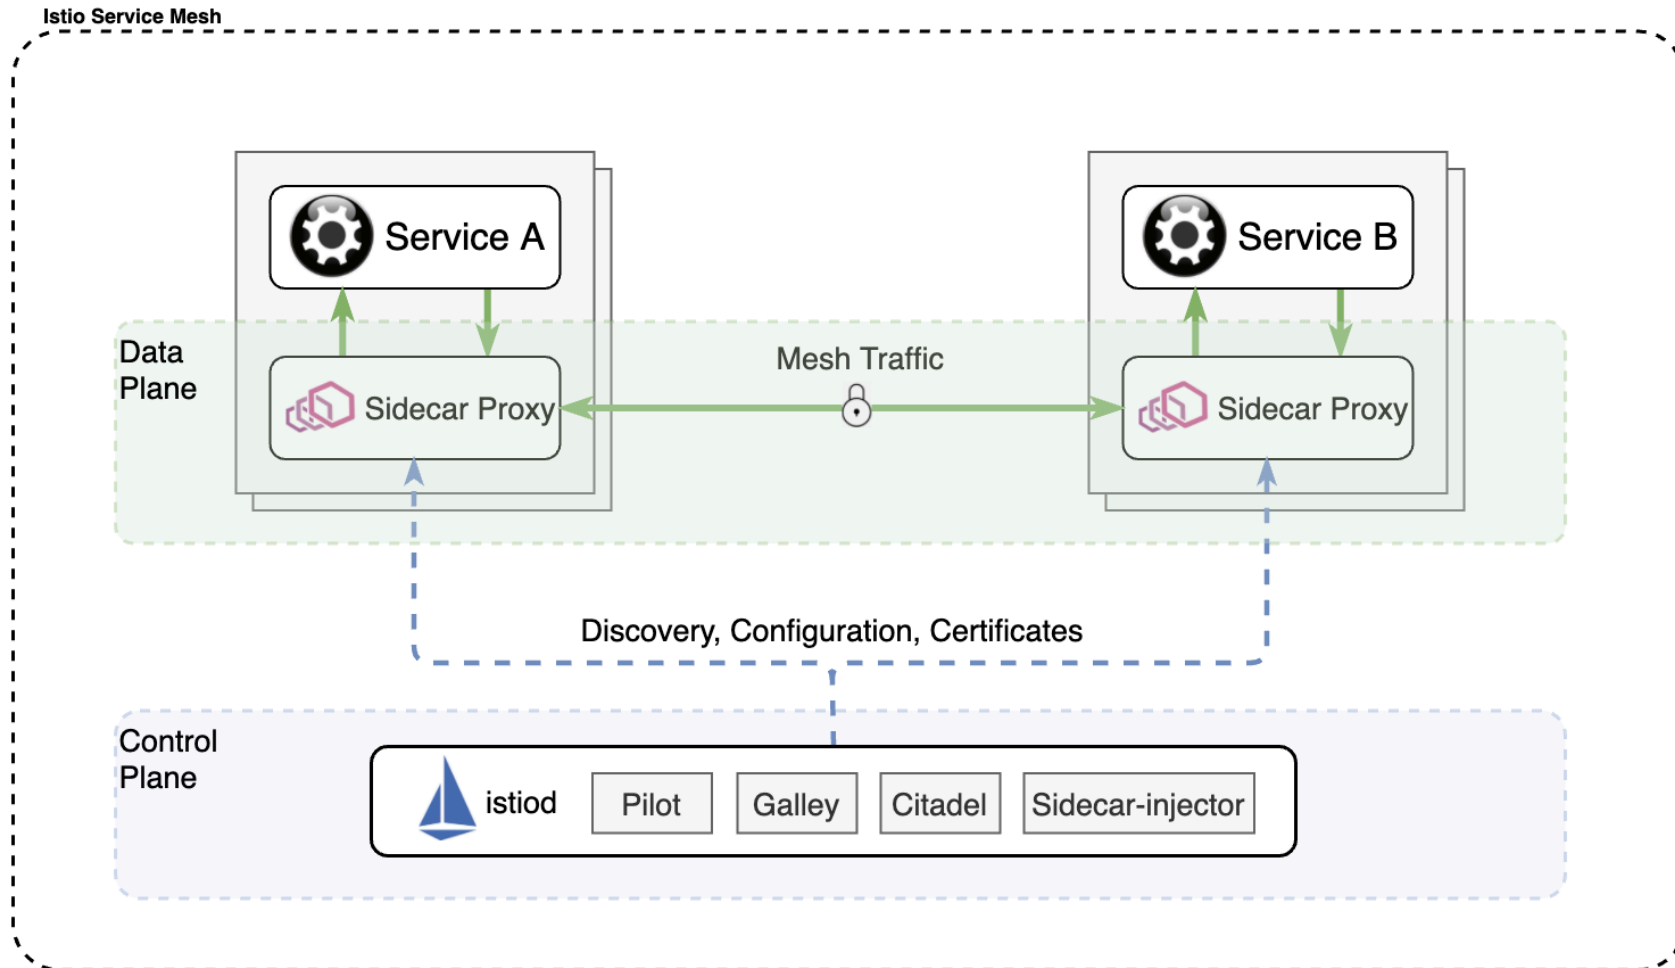 Istio Service Mesh
Service A
Service B
Data
Plane
Mesh Traffic
Sidecar Proxy
Sidecar Proxy
Discovery, Configuration, Certificates
Control
Plane
istiod
Pilot
Galley
Citadel
Sidecar-injector